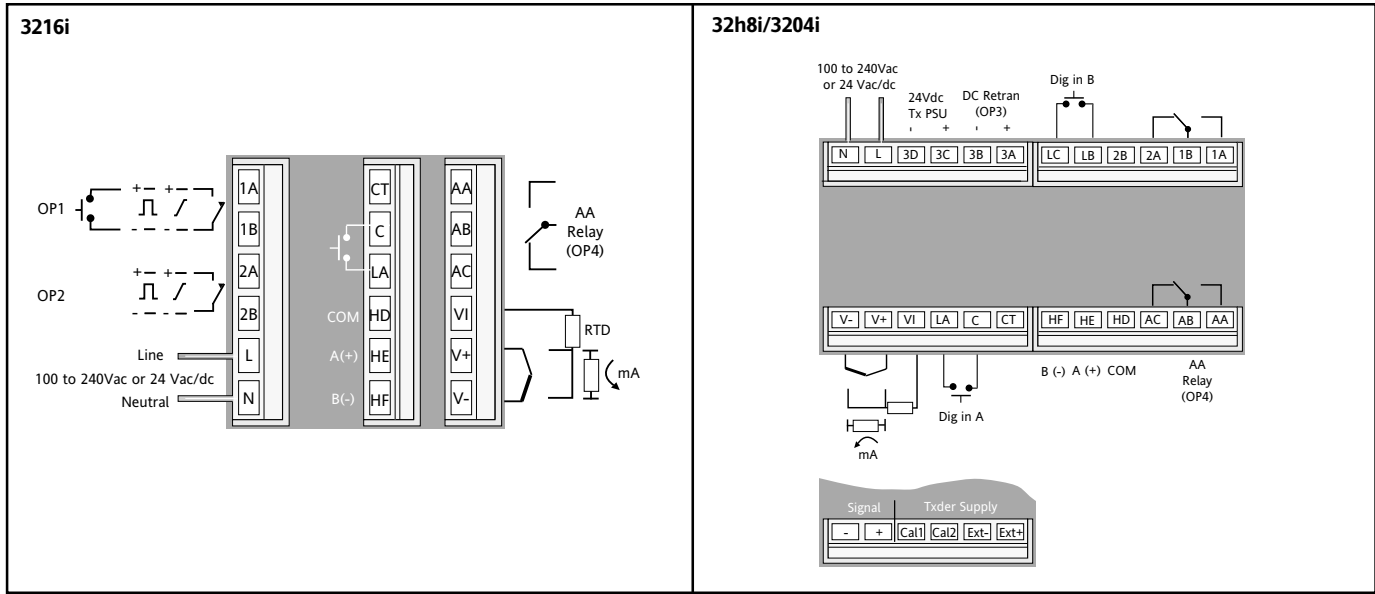 3216i
OP1
+ - +
- - -
OP2
+ - +
- - -
Line
100 to 240Vac or 24 Vac/dc
Neutral
1A
1B
2A
2B
L
N
CT
C
LA
COM HD
A(+) HE
B(-) HF
AA
AB
AC
VI
V+
V-
AA
Relay
(OP4)
RTD
mA
32h8i/3204i
100 to 240Vac
or 24 Vac/dc
24Vdc
Tx PSU
- +
DC Retran
(OP3)
- +
Dig in B
N L 3D 3C 3B 3A LC LB 2B 2A 1B 1A
V- V+ VI LA C CT HF HE HD AC AB AA
B (-) A (+) COM
AA
Relay
(OP4)
Dig in A
mA
Signal Txder Supply
- + Cal1 Cal2 Ext- Ext+